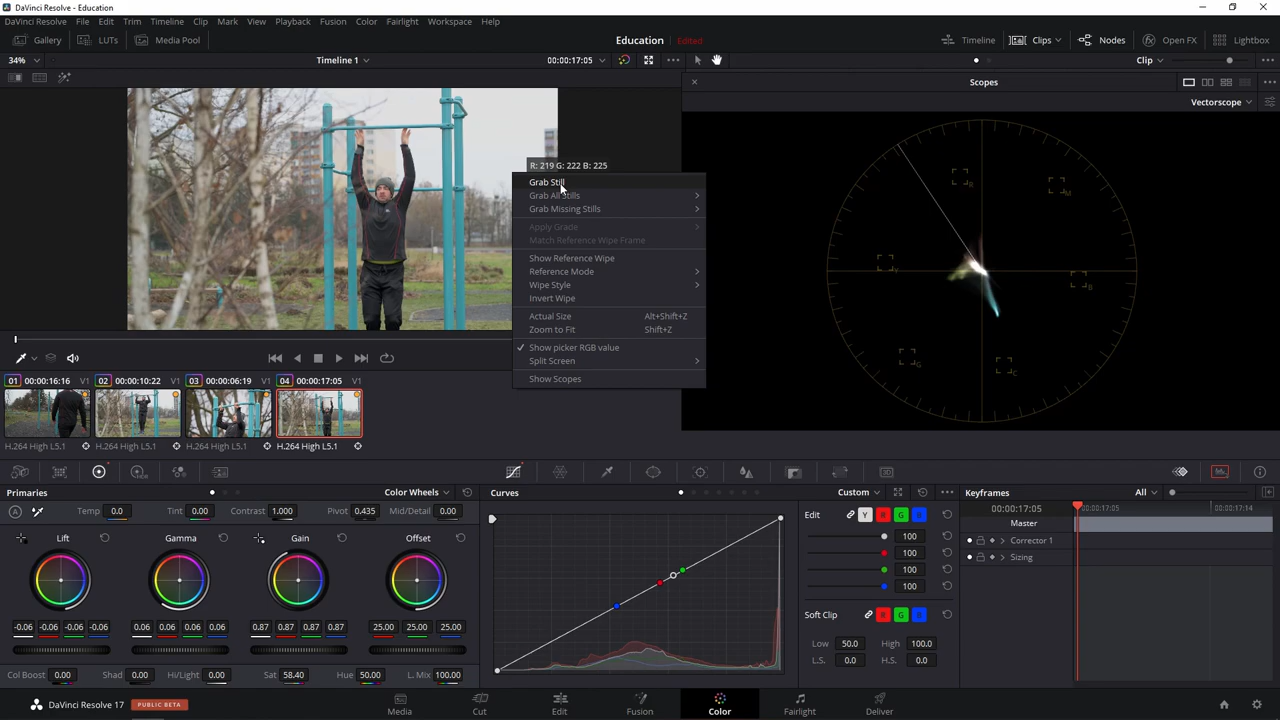 DaVinci Resolve - Education
DaVinci Resolve File Edit Trim Timeline Clip Mark View Playback Fusion Color Fairlight Workspace Help
Gallery LUTs Media Pool Education Edited Timeline Clips Nodes Open FX Lightbox
34% Timeline 1 00:00:17:05 Clip
Scopes
Vectorscope
R: 219 G: 222 B: 225
Grab Still
Grab All Stills
Grab Missing Stills
Apply Grade
Match Reference Wipe Frame
Show Reference Wipe
Reference Mode
Wipe Style
Invert Wipe
Actual Size Alt+Shift+Z
Zoom to Fit Shift+Z
Show picker RGB value
Split Screen
Show Scopes
R M
Y B
G C
01 00:00:16:16 V1 02 00:00:10:22 V1 03 00:00:06:19 V1 04 00:00:17:05 V1
H.264 High L5.1 H.264 High L5.1 H.264 High L5.1 H.264 High L5.1
Primaries Color Wheels Curves Custom Keyframes All
A Temp 0.0 Tint 0.00 Contrast 1.000 Pivot 0.435 Mid/Detail 0.00
Lift Gamma Gain Offset
-0.06 -0.06 -0.06 -0.06 0.06 0.06 0.06 0.06 0.87 0.87 0.87 0.87 25.00 25.00 25.00
Col Boost 0.00 Shad 0.00 Hi/Light 0.00 Sat 58.40 Hue 50.00 L. Mix 100.00
Edit Y R G B
100
100
100
100
Soft Clip R G B
Low 50.0 High 100.0
L.S. 0.0 H.S. 0.0
00:00:17:05 00:00:17:05 00:00:17:14
Master
Corrector 1
Sizing
DaVinci Resolve 17 PUBLIC BETA Media Cut Edit Fusion Color Fairlight Deliver